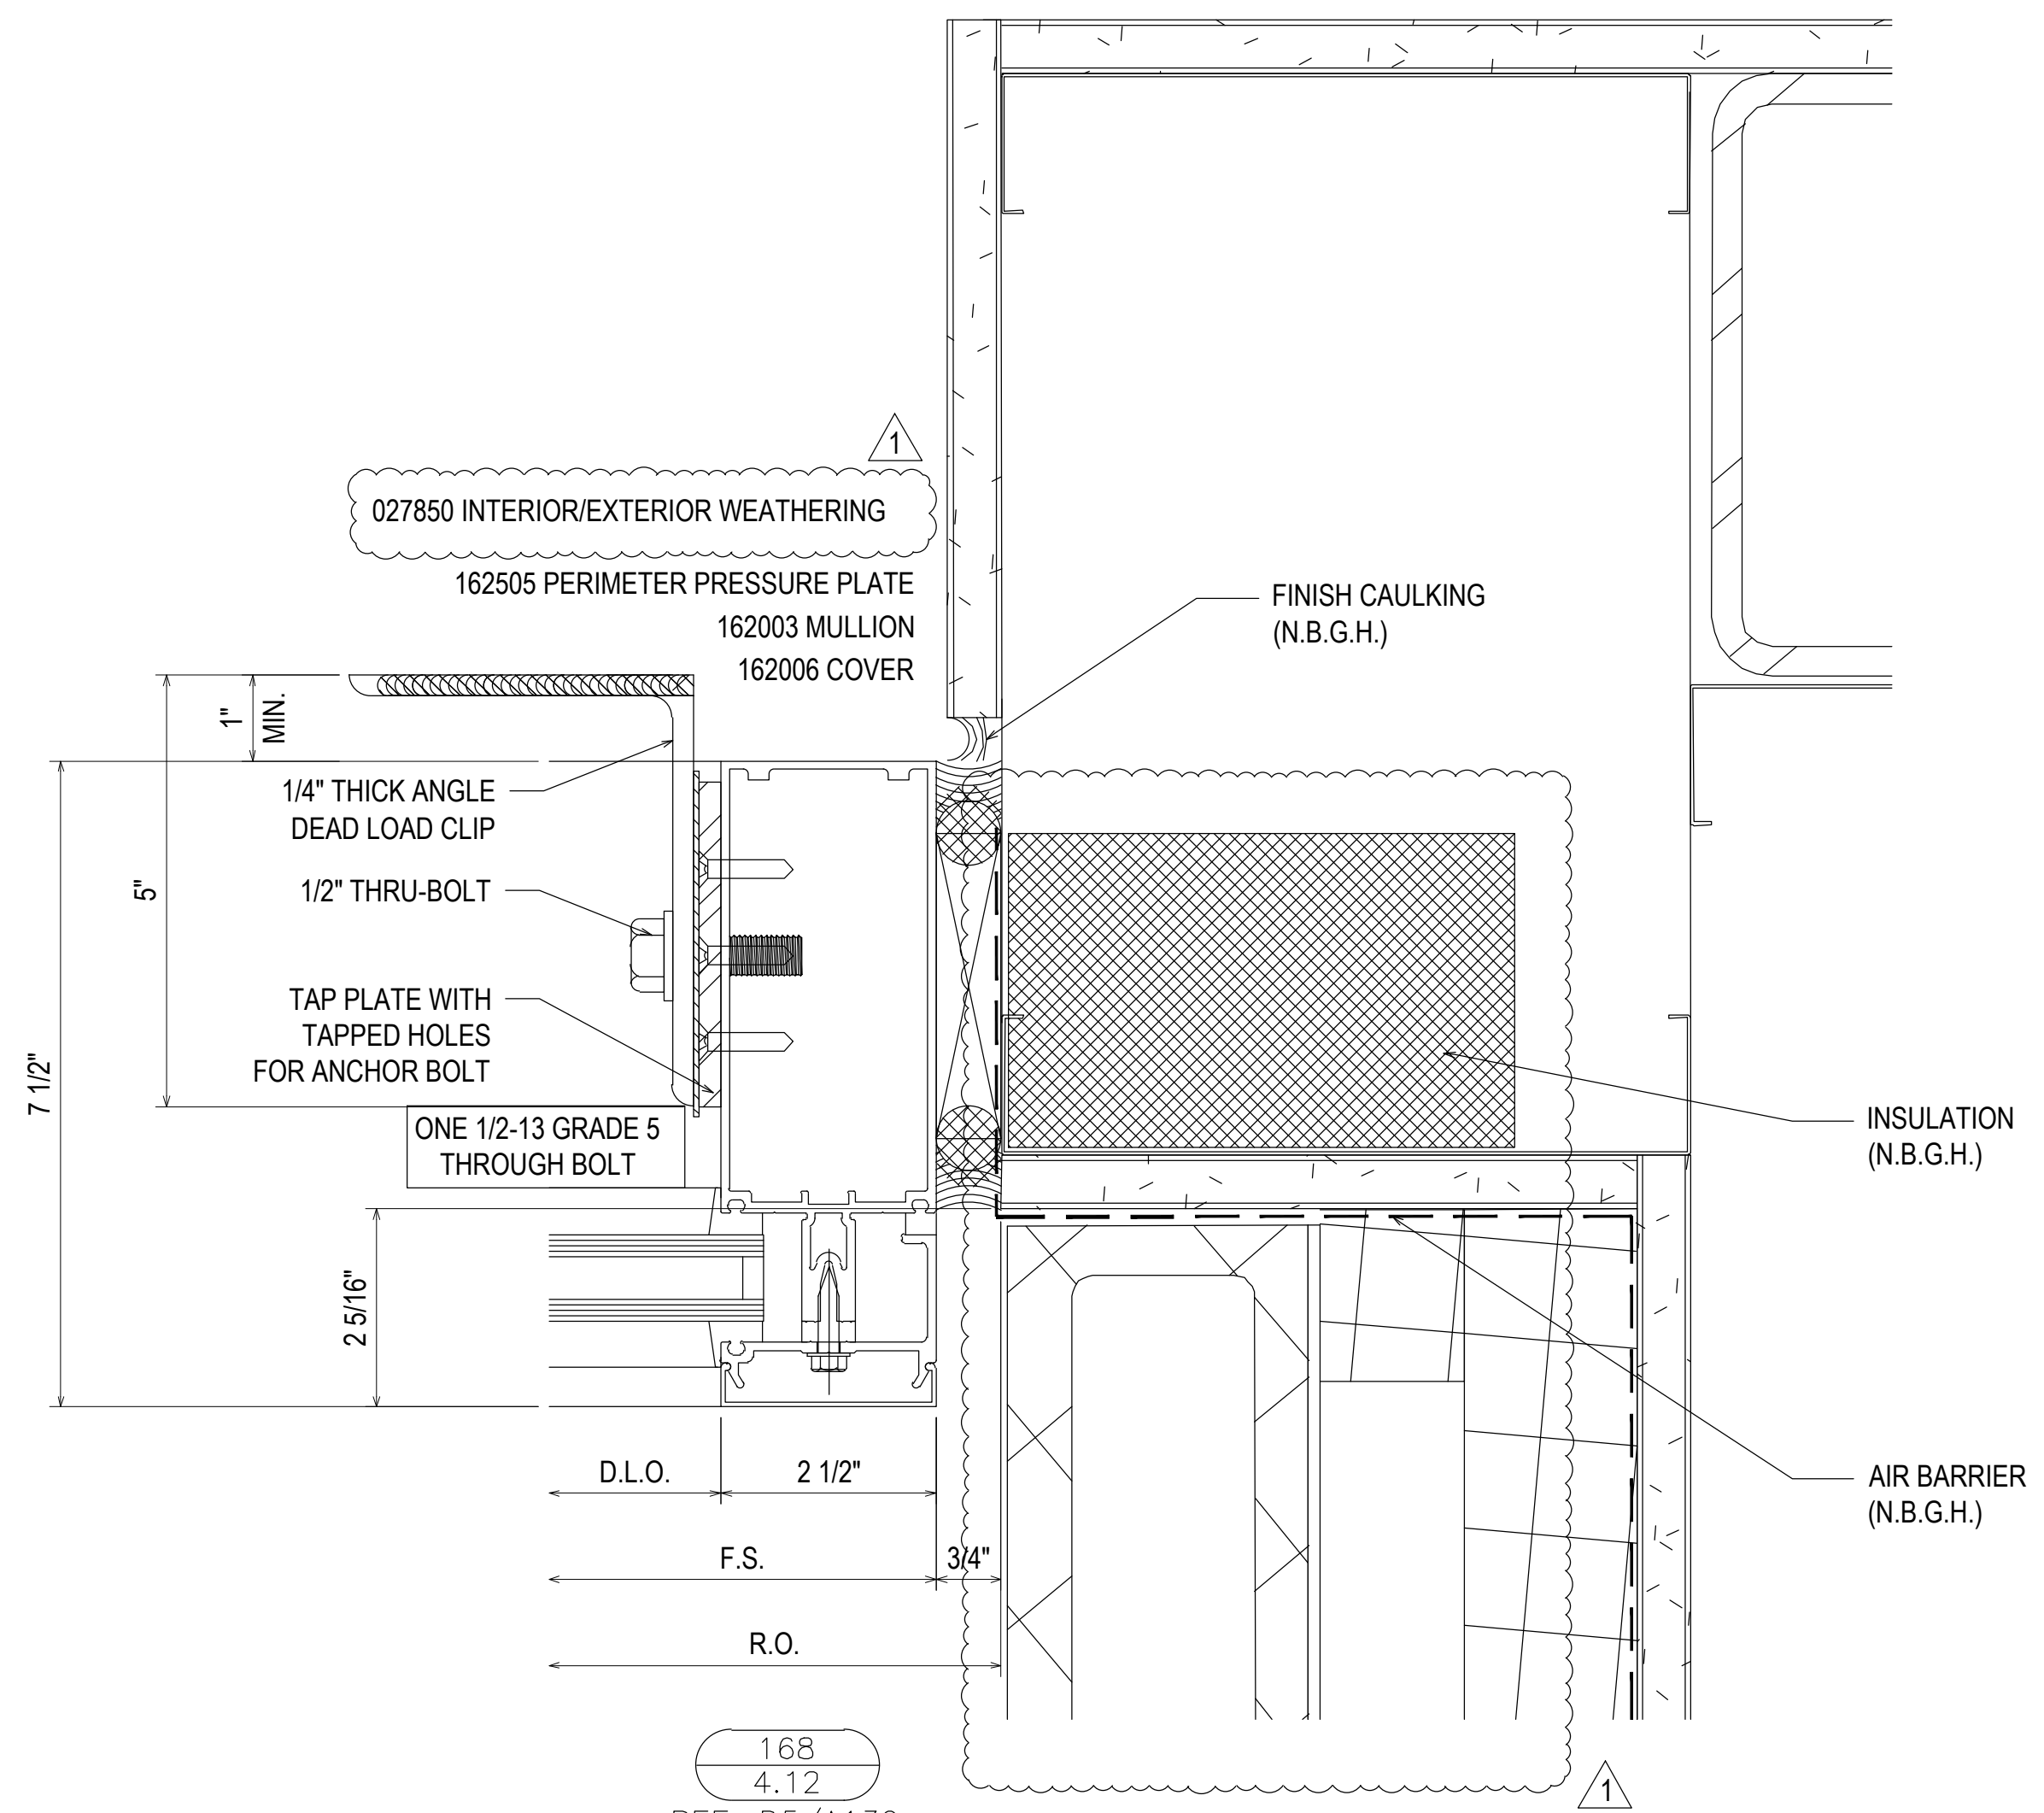 1
027850 INTERIOR/EXTERIOR WEATHERING
162505 PERIMETER PRESSURE PLATE
162003 MULLION
162006 COVER
FINISH CAULKING
(N.B.G.H.)
1"
MIN.
5"
7 1/2"
1/4" THICK ANGLE
DEAD LOAD CLIP
1/2" THRU-BOLT
TAP PLATE WITH
TAPPED HOLES
FOR ANCHOR BOLT
ONE 1/2-13 GRADE 5
THROUGH BOLT
INSULATION
(N.B.G.H.)
2 5/16"
D.L.O.
2 1/2"
AIR BARRIER
(N.B.G.H.)
F.S.
3/4"
R.O.
168
4.12
1